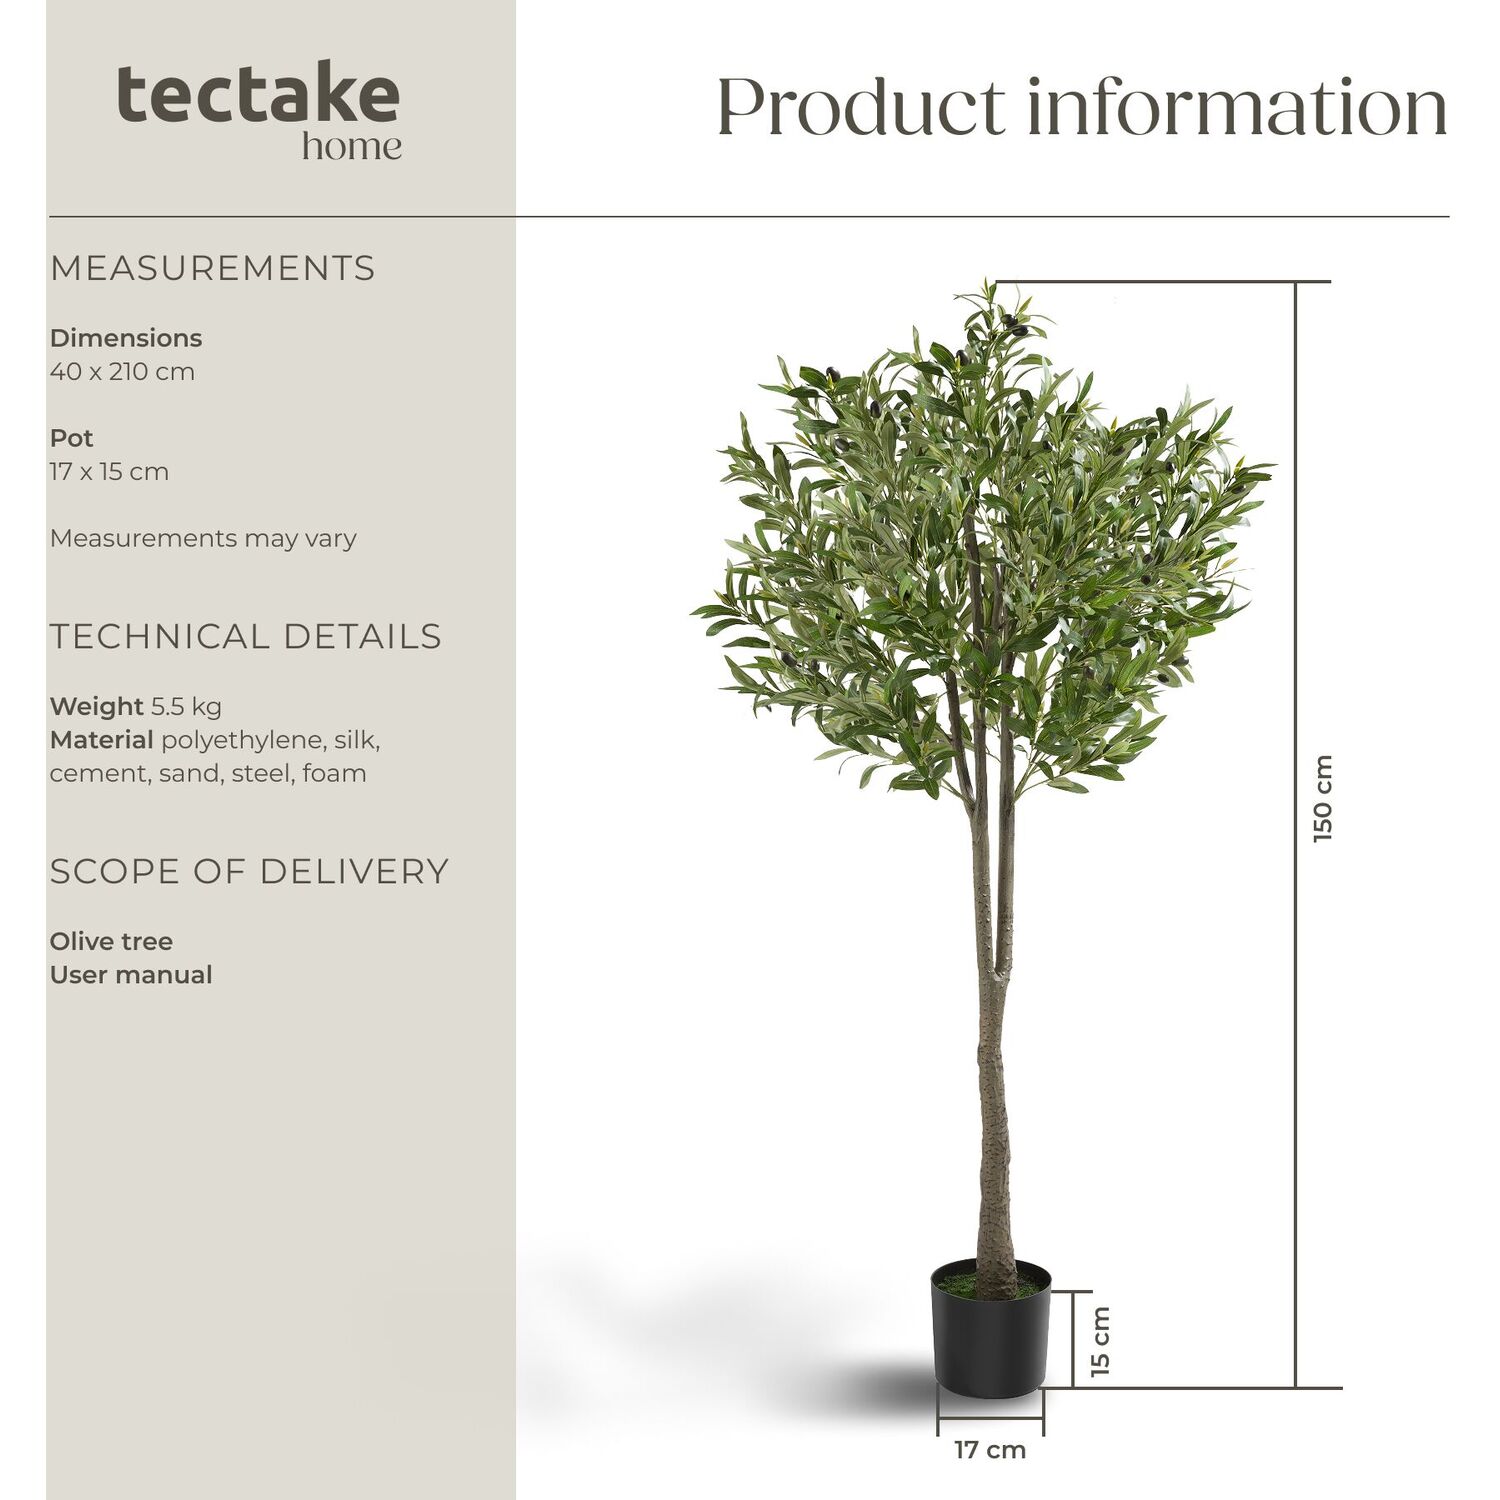 tectake
home
Product information
MEASUREMENTS
Dimensions
40 x 210 cm
Pot
17 x 15 cm
Measurements may vary
TECHNICAL DETAILS
Weight 5.5 kg
Material polyethylene, silk,
cement, sand, steel, foam
SCOPE OF DELIVERY
Olive tree
User manual
150 cm
15 cm
17 cm